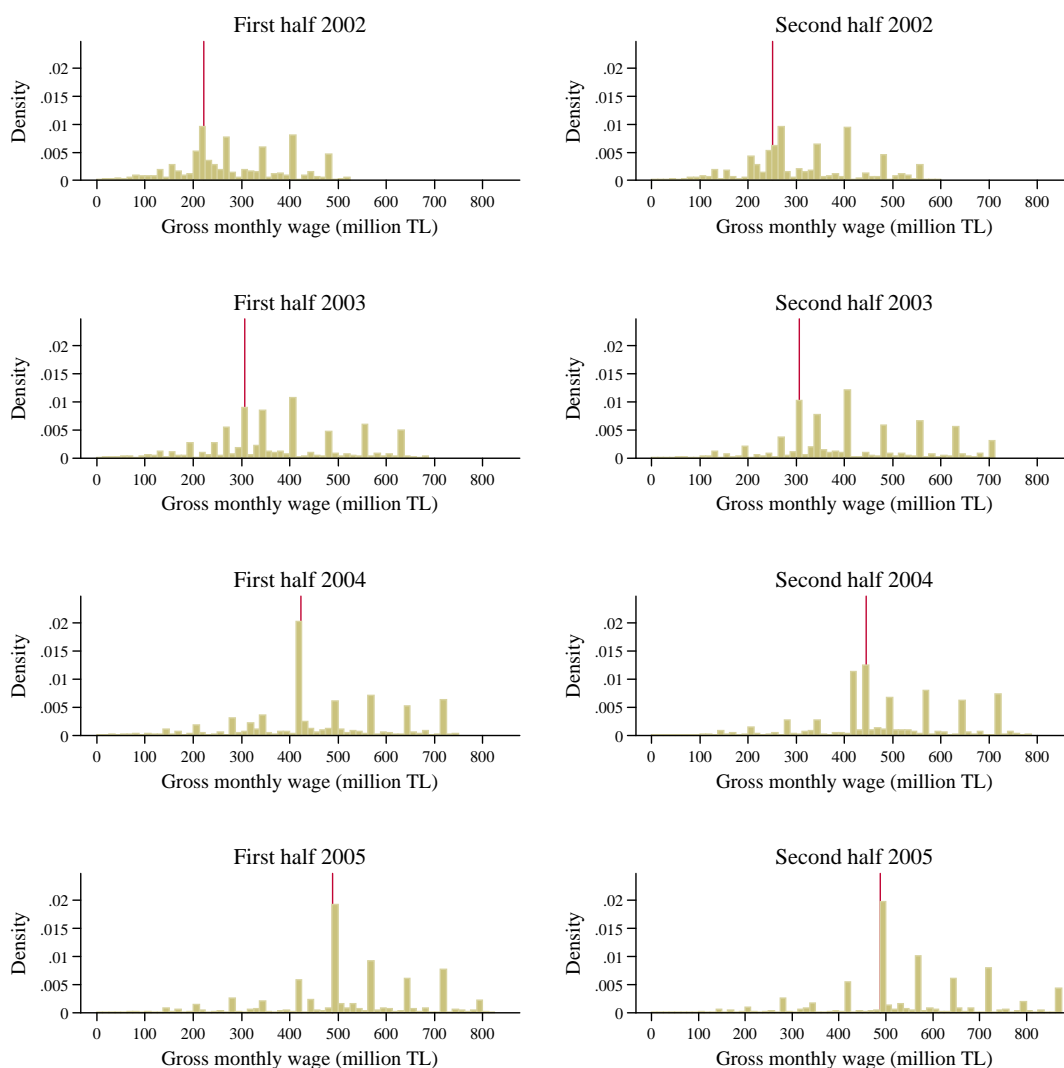 First half 2002
Density
.02
.015
.01
.005
0
0 100 200 300 400 500 600 700 800
Gross monthly wage (million TL)
Second half 2002
Density
.02
.015
.01
.005
0
0 100 200 300 400 500 600 700 800
Gross monthly wage (million TL)
First half 2003
Density
.02
.015
.01
.005
0
0 100 200 300 400 500 600 700 800
Gross monthly wage (million TL)
Second half 2003
Density
.02
.015
.01
.005
0
0 100 200 300 400 500 600 700 800
Gross monthly wage (million TL)
First half 2004
Density
.02
.015
.01
.005
0
0 100 200 300 400 500 600 700 800
Gross monthly wage (million TL)
Second half 2004
Density
.02
.015
.01
.005
0
0 100 200 300 400 500 600 700 800
Gross monthly wage (million TL)
First half 2005
Density
.02
.015
.01
.005
0
0 100 200 300 400 500 600 700 800
Gross monthly wage (million TL)
Second half 2005
Density
.02
.015
.01
.005
0
0 100 200 300 400 500 600 700 800
Gross monthly wage (million TL)